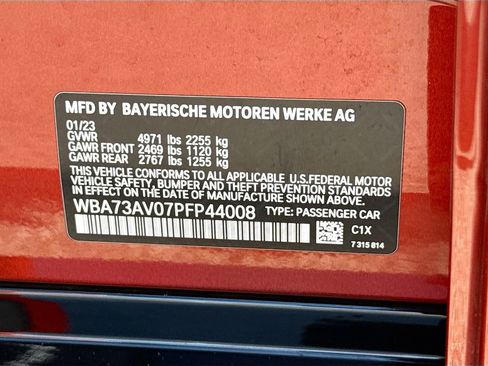 MFD BY BAYERISCHE MOTOREN WERKE AG
01/23
GVWR 4971 lbs 2255 kg
GAWR FRONT 2469 lbs 1120 kg
GAWR REAR 2767 lbs 1255 kg
THIS VEHICLE CONFORMS TO ALL APPLICABLE U.S.FEDERAL MOTOR
VEHICLE SAFETY, BUMPER AND THEFT PREVENTION STANDARDS
IN EFFECT ON THE DATE OF MANUFACTURE SHOWN ABOVE.
WBA73AV07PFP44008 TYPE: PASSENGER CAR
C1X
7 315 814